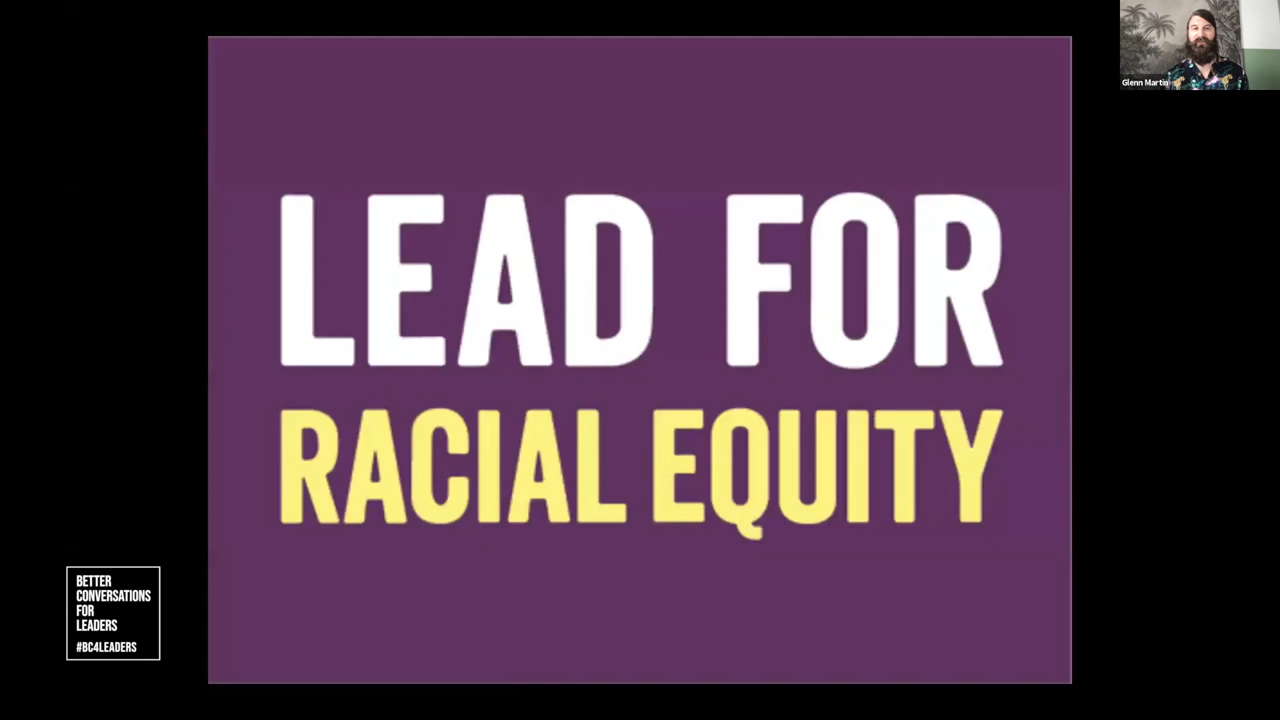 Glenn Martin
LEAD FOR
RACIAL EQUITY
BETTER
CONVERSATIONS
FOR
LEADERS
#BC4LEADERS